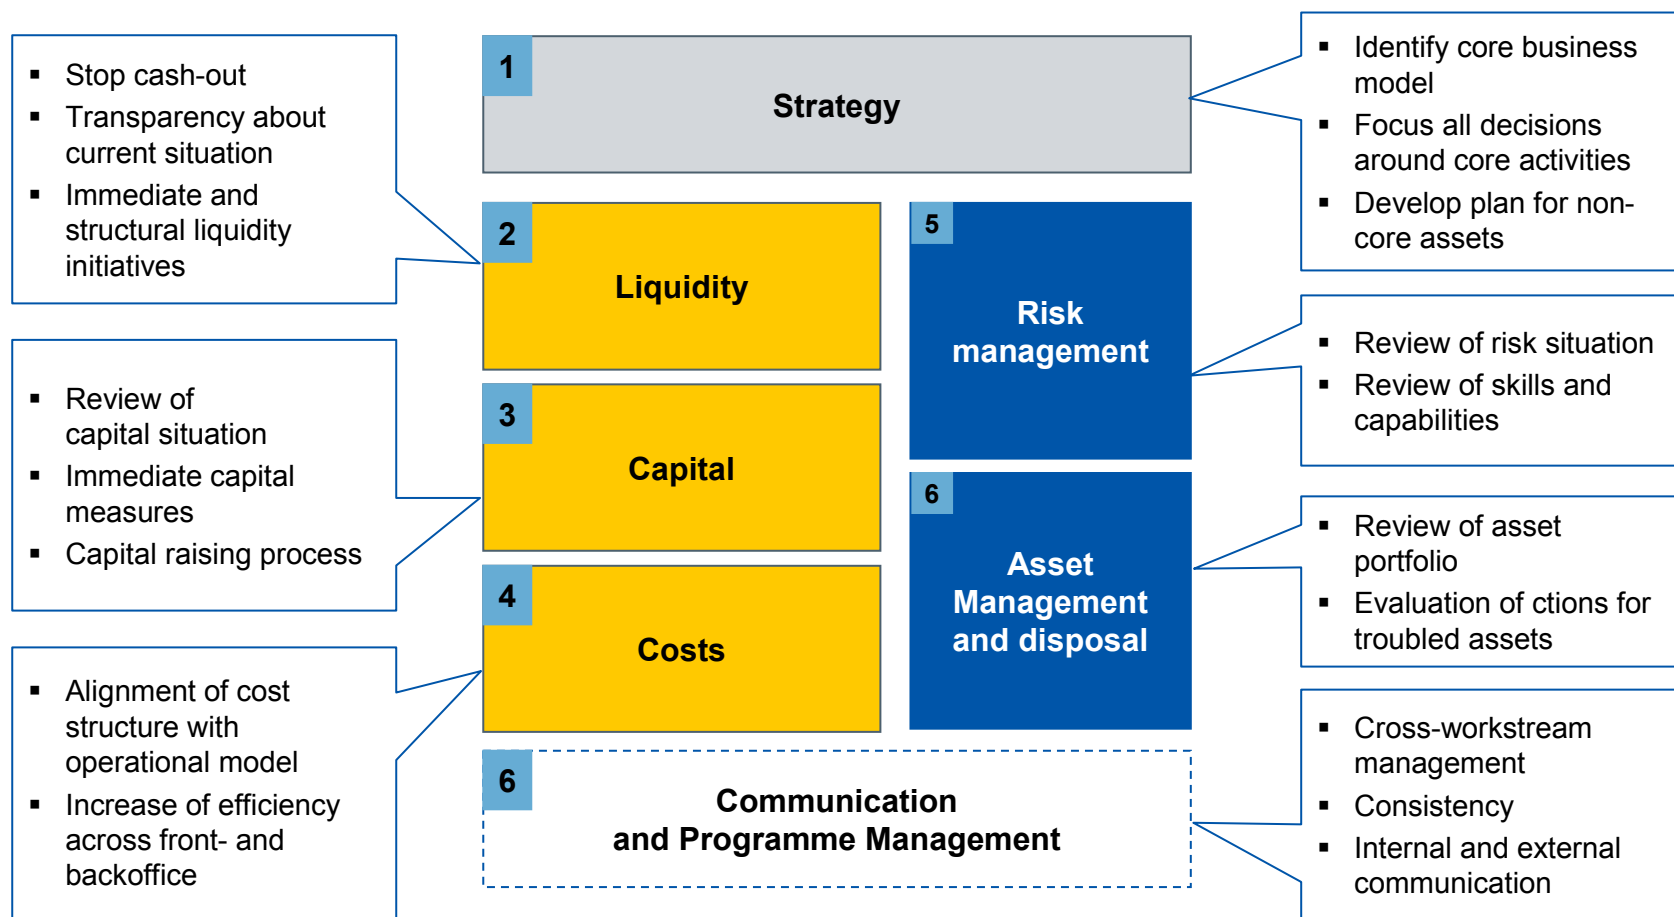 ▪ Stop cash-out
▪ Transparency about
current situation
▪ Immediate and
structural liquidity
initiatives
▪ Review of
capital situation
▪ Immediate capital
measures
▪ Capital raising process
▪ Alignment of cost
structure with
operational model
▪ Increase of efficiency
across front- and
backoffice
1
Strategy
2
Liquidity
3
Capital
4
Costs
5
Risk
management
6
Asset
Management
and disposal
6
Communication
and Programme Management
▪ Identify core business
model
▪ Focus all decisions
around core activities
▪ Develop plan for non-
core assets
▪ Review of risk situation
▪ Review of skills and
capabilities
▪ Review of asset
portfolio
▪ Evaluation of ctions for
troubled assets
▪ Cross-workstream
management
▪ Consistency
▪ Internal and external
communication